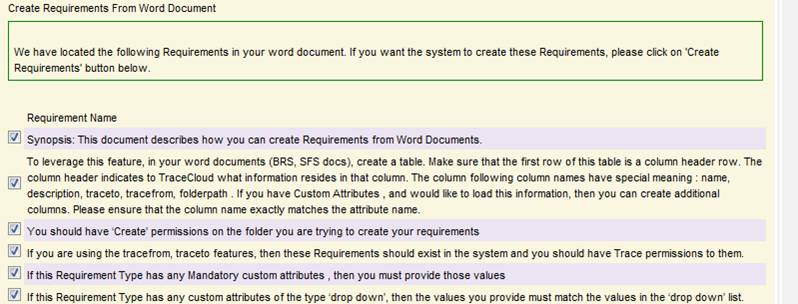 Create Requirements From Word Document
We have located the following Requirements in your word document. If you want the system to create these Requirements, please click on 'Create
Requirements' button below.
Requirement Name
Synopsis: This document describes how you can create Requirements from Word Documents.
To leverage this feature, in your word documents (BRS, SFS docs), create a table. Make sure that the first row of this table is a column header row. The
column header indicates to TraceCloud what information resides in that column. The column following column names have special meaning : name,
description, traceto, tracefrom, folderpath . If you have Custom Attributes , and would like to load this information, then you can create additional
columns. Please ensure that the column name exactly matches the attribute name.
You should have ‘Create’ permissions on the folder you are trying to create your requirements
If you are using the tracefrom, traceto features, then these Requirements should exist in the system and you should have Trace permissions to them.
If this Requirement Type has any Mandatory custom attributes , then you must provide those values
If this Requirement Type has any custom attributes of the type ‘drop down’, then the values you provide must match the values in the ‘drop down’ list.